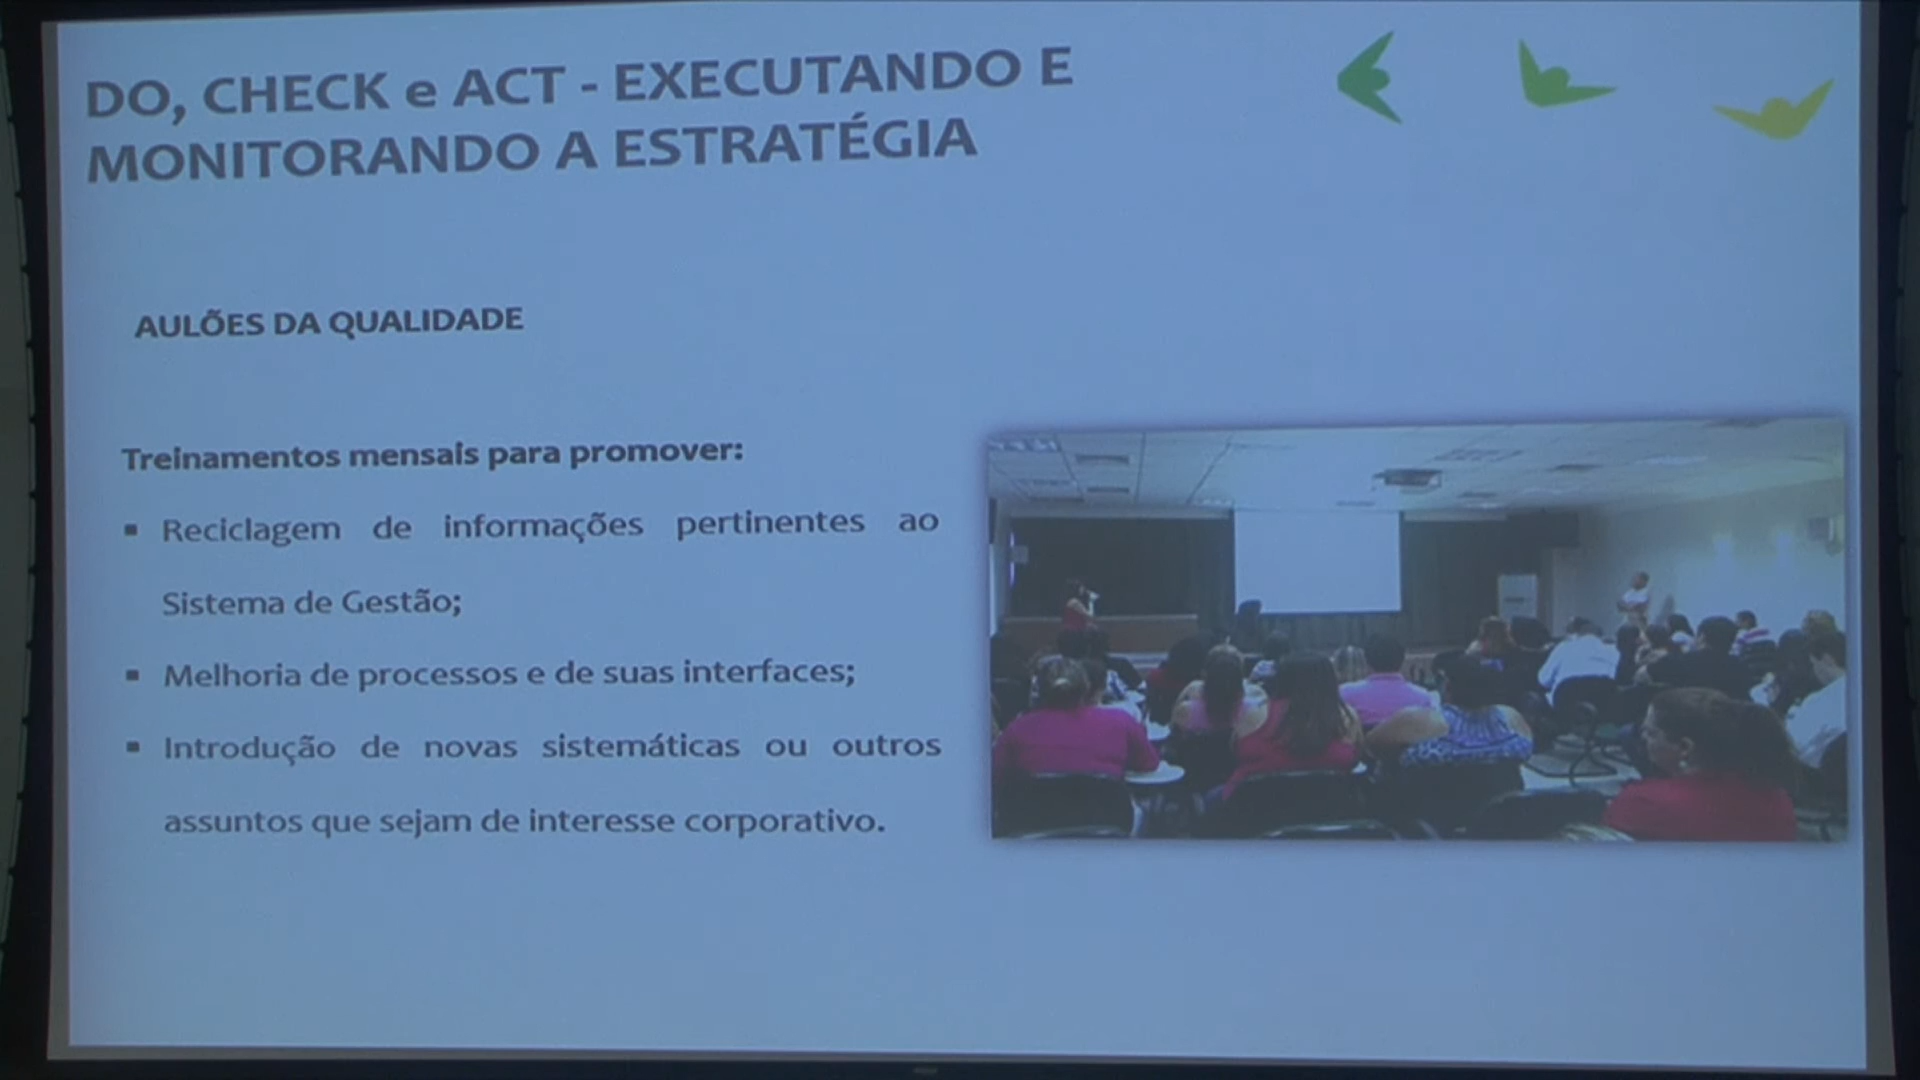 DO, CHECK e ACT - EXECUTANDO E
MONITORANDO A ESTRATÉGIA
AULÕES DA QUALIDADE
Treinamentos mensais para promover:
▪ Reciclagem de informações pertinentes ao
Sistema de Gestão;
▪ Melhoria de processos e de suas interfaces;
▪ Introdução de novas sistemáticas ou outros
assuntos que sejam de interesse corporativo.